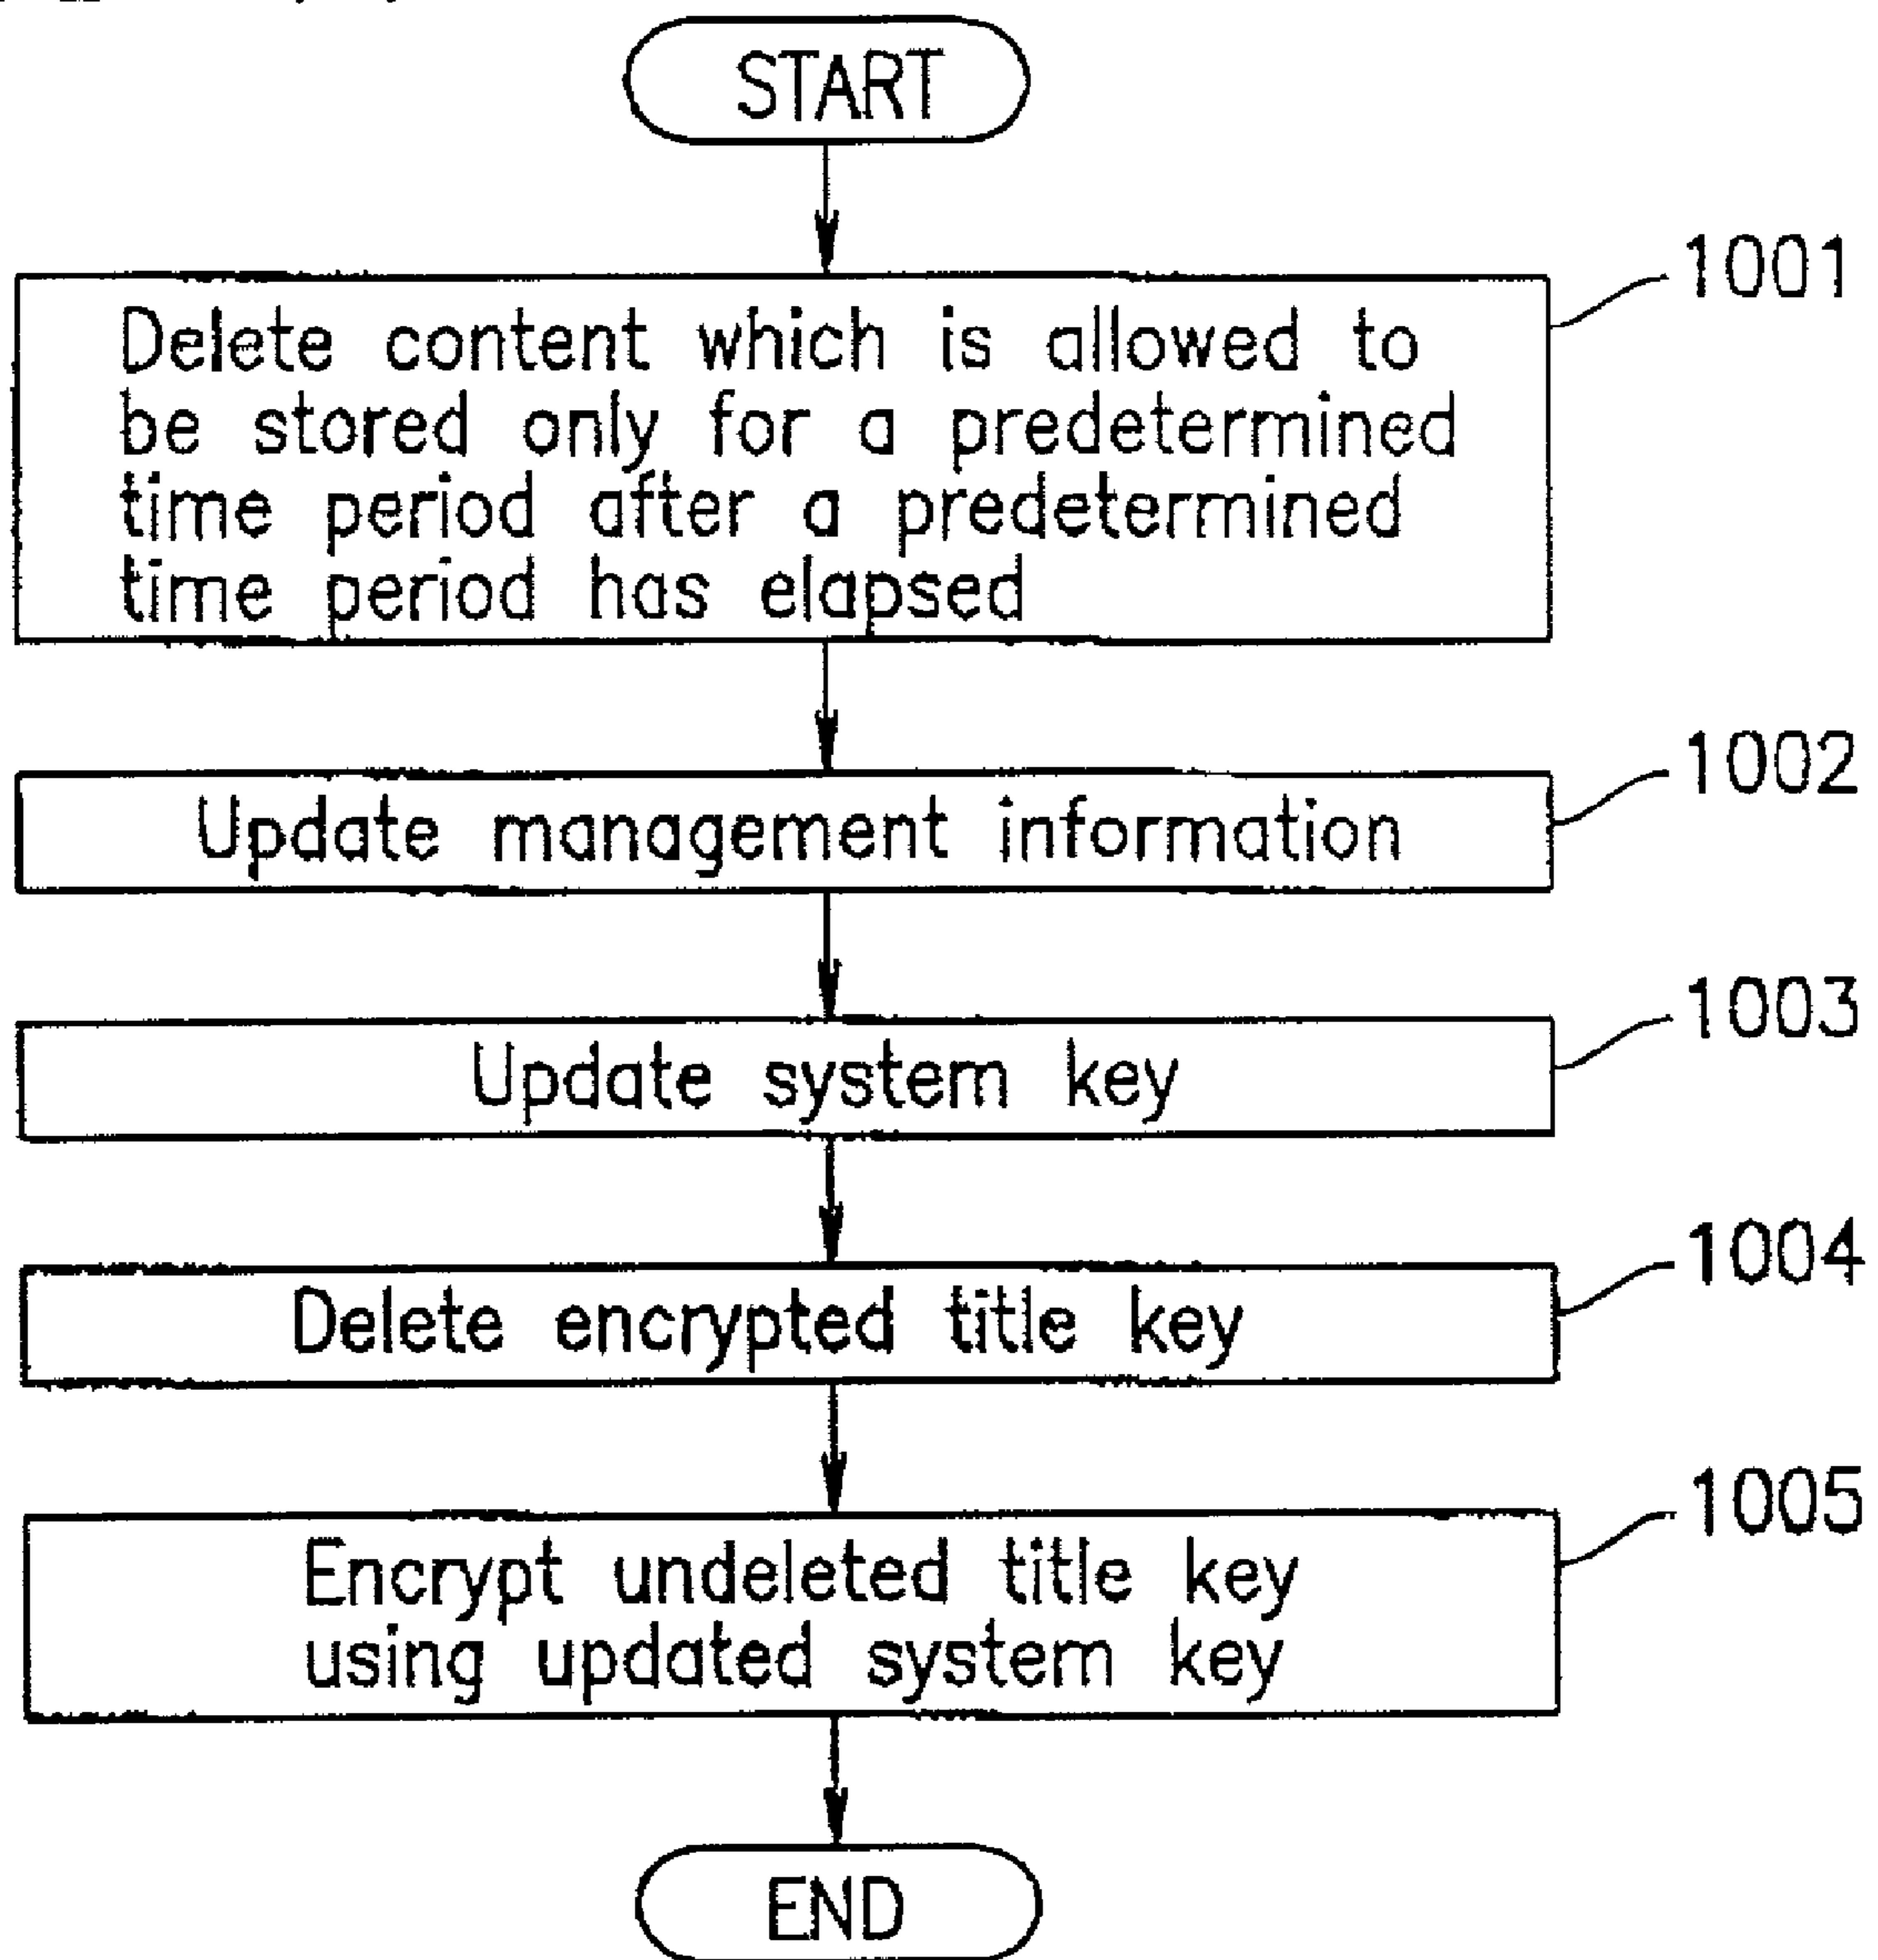 START
1001
Delete content which is allowed to
be stored only for a predetermined
time period after a predetermined
time period has elapsed
1002
Update management information
1003
Update system key
1004
Delete encrypted title key
1005
Encrypt undeleted title key
using updated system key
END